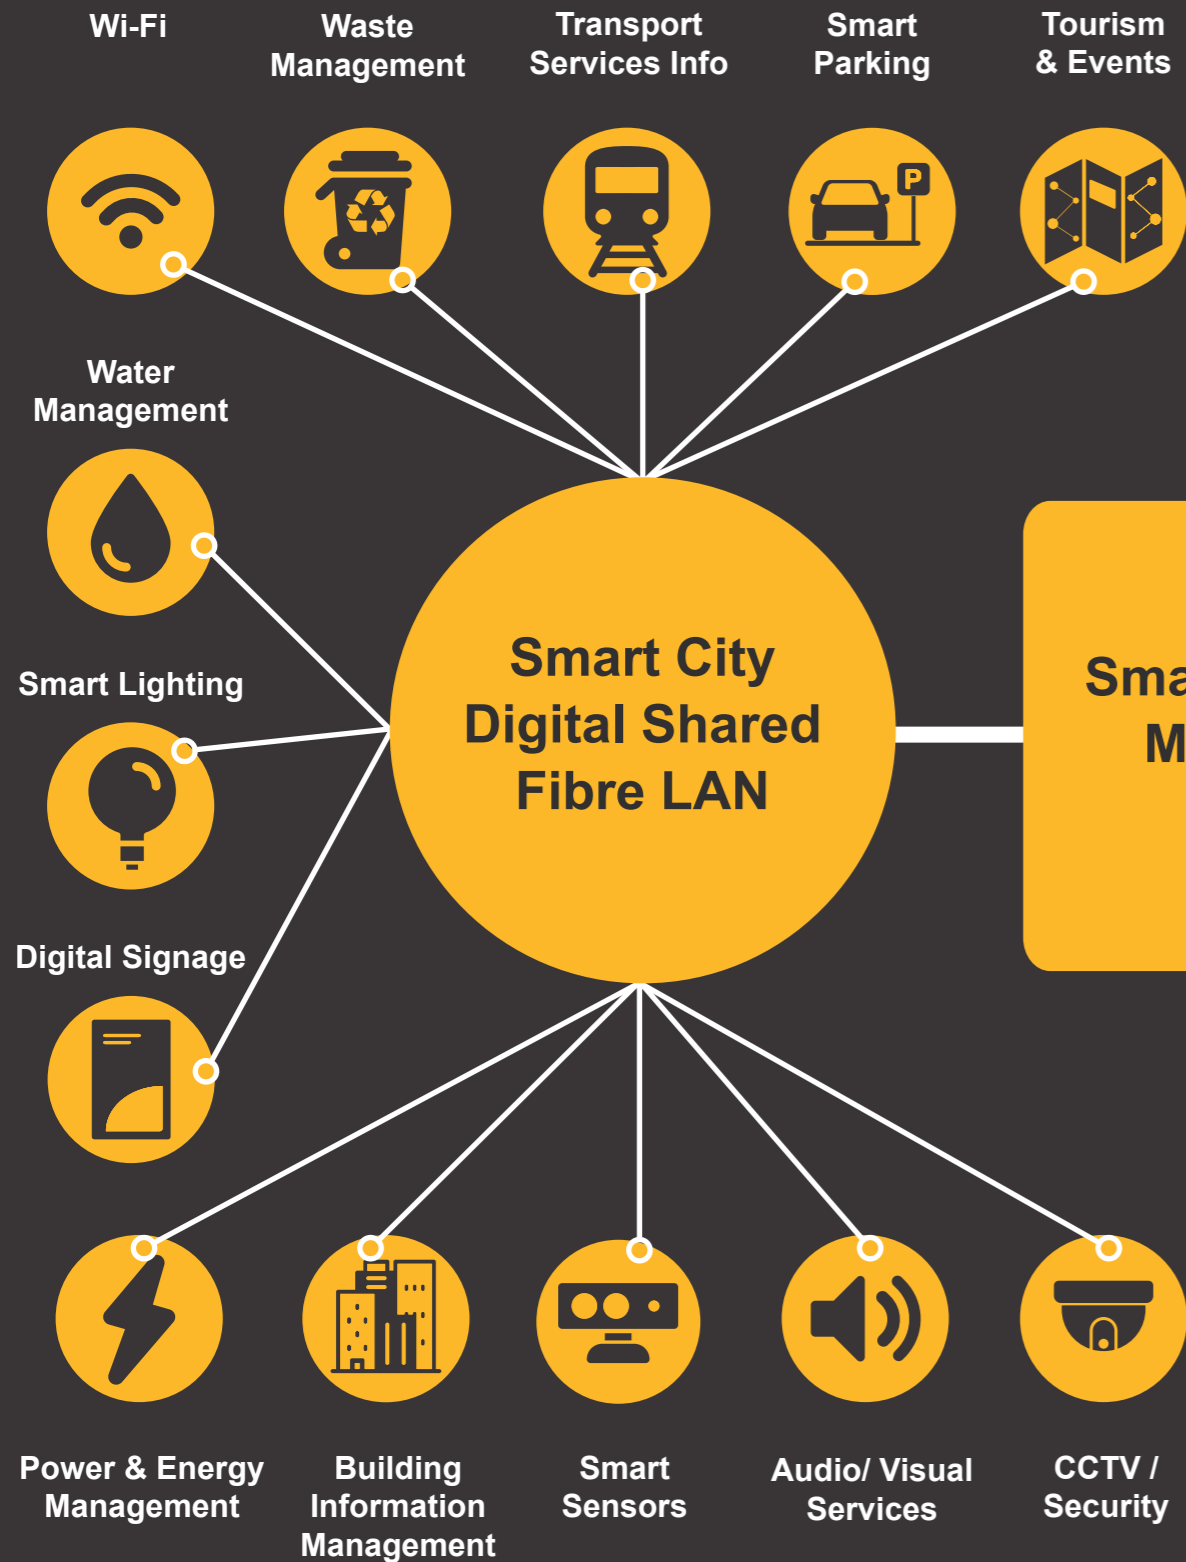 Wi-Fi
Waste
Management
Transport
Services Info
Smart
Parking
Tourism
& Events
P
Water
Management
Smart Lighting
Digital Signage
Smart City
Digital Shared
Fibre LAN
Power & Energy
Management
Building
Information
Management
Smart
Sensors
Audio/ Visual
Services
CCTV /
Security